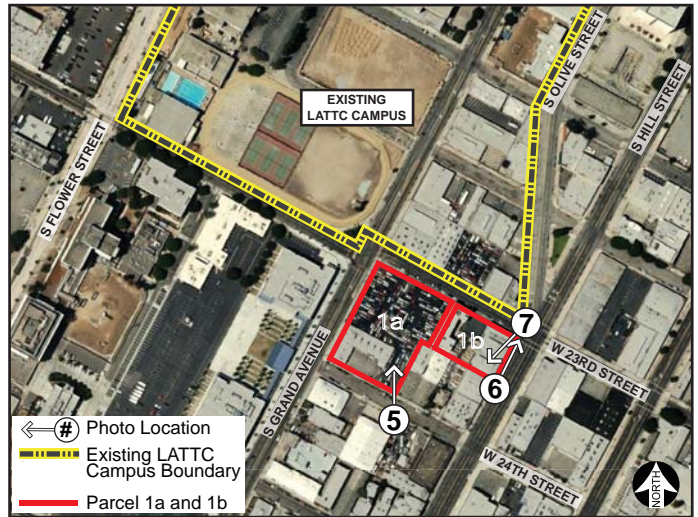 EXISTING
LATTC CAMPUS
S OLIVE STREET
S HILL STREET
S FLOWER STREET
1a
1b
7
6
5
S GRAND AVENUE
W 23RD STREET
W 24TH STREET
# Photo Location
Existing LATTC
Campus Boundary
Parcel 1a and 1b
NORTH